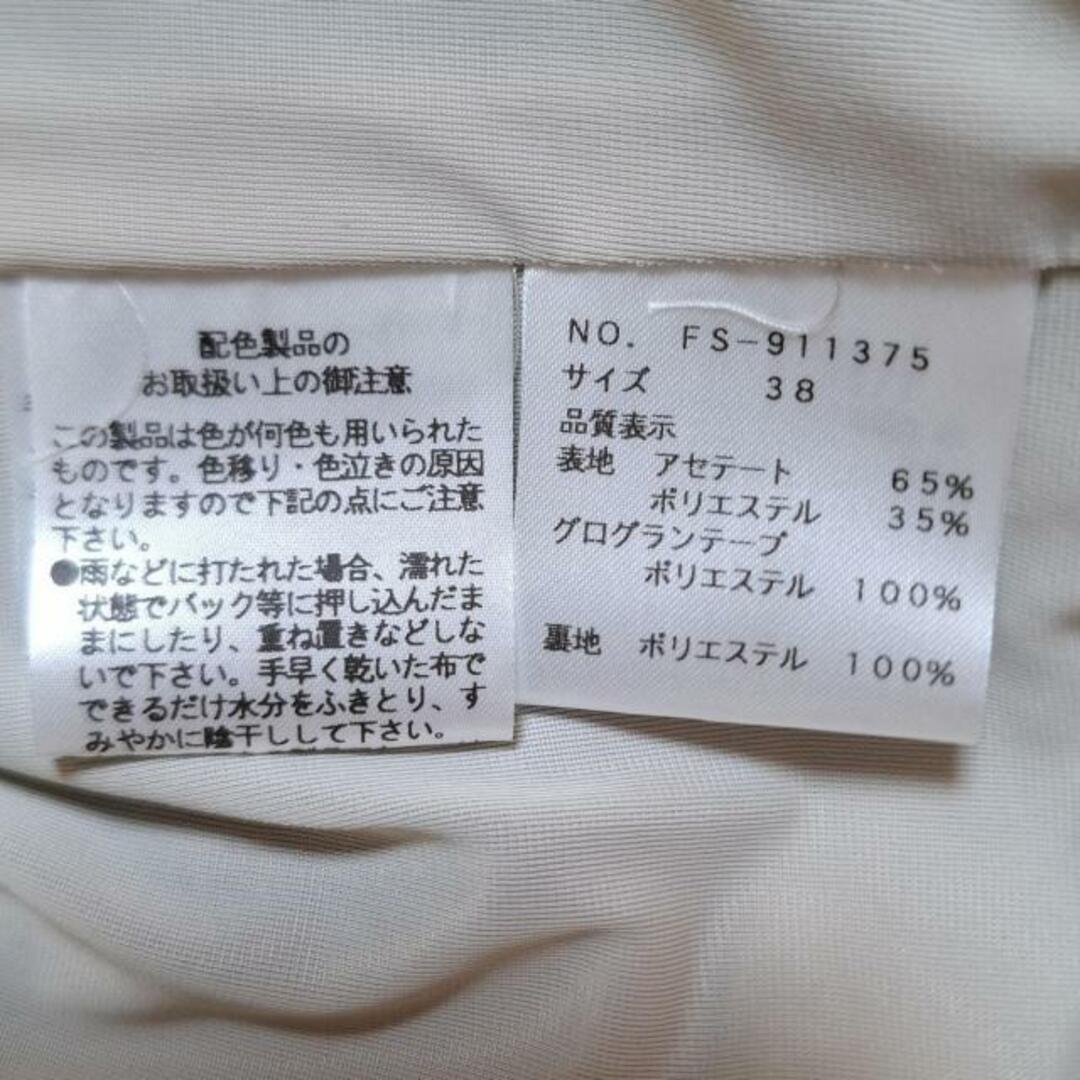 配色製品の
お取扱い上の御注意
この製品は色が何色も用いられた
ものです。色移り・色泣きの原因
となりますので下記の点にご注意
下さい。
●雨などに打たれた場合、濡れた
状態でバック等に押し込んだま
まにしたり、重ね置きなどしな
いで下さい。手早く乾いた布で
できるだけ水分をふきとり、す
みやかに陰干しして下さい。
NO. FS-911375
サイズ 38
品質表示
表地 アセテート 65%
ポリエステル 35%
グログランテープ
ポリエステル 100%
裏地 ポリエステル 100%